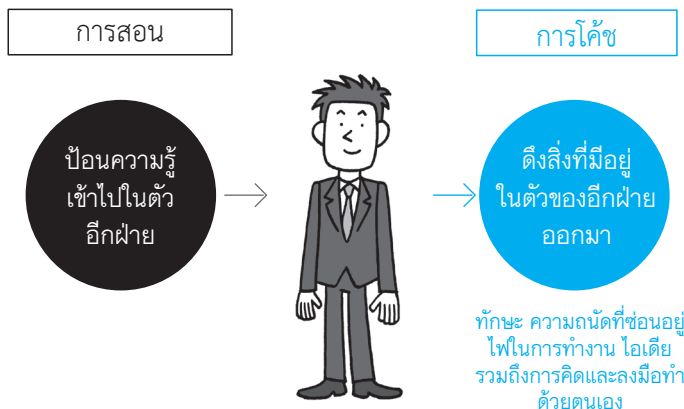 การสอน
ป้อนความรู้
เข้าไปในตัว
อีกฝ่าย
การโค้ช
ดึงสิ่งที่มีอยู่
ในตัวของอีกฝ่าย
ออกมา
ทักษะ ความถนัดที่ซ่อนอยู่
ไฟในการทำงาน ไอเดีย
รวมถึงการคิดและลงมือทำ
ด้วยตนเอง